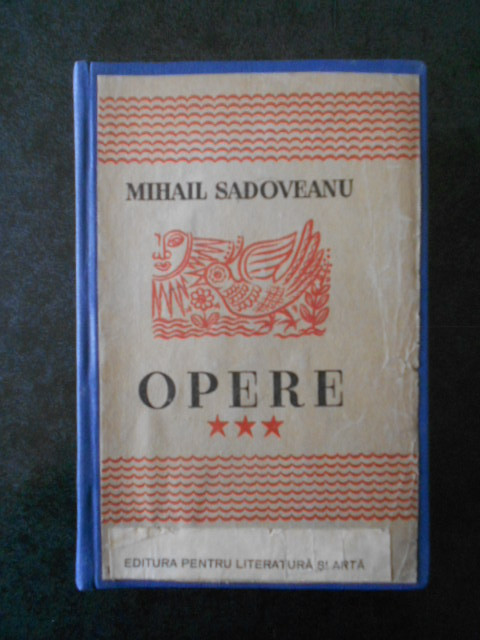 MIHAIL SADOVEANU
OPERE
★★★
EDITURA PENTRU LITERATURĂ ȘI ARTĂ